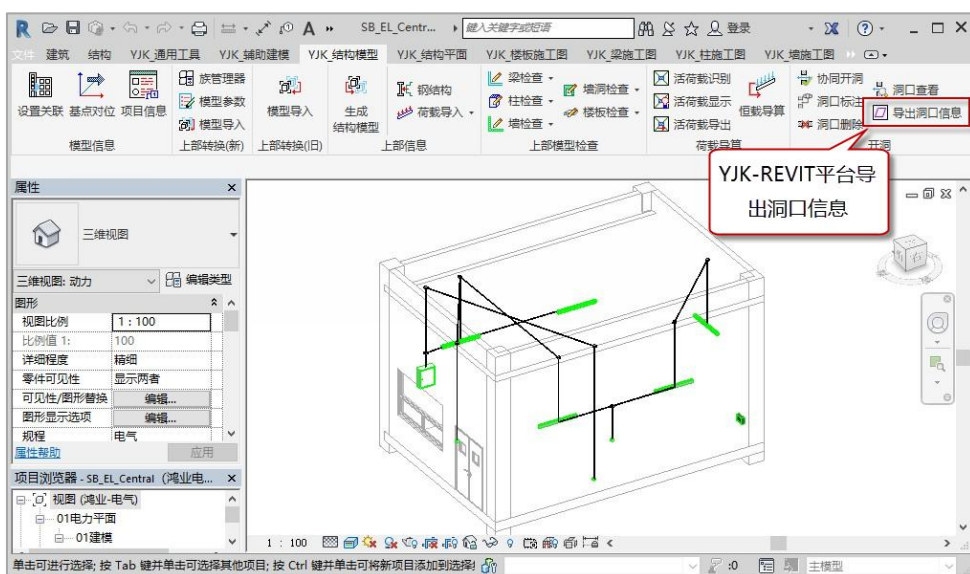 SB_EL_Centr...
键入关键字或短语
登录
文件 建筑 结构 YJK_通用工具 YJK_辅助建模 YJK_结构模型 YJK_结构平面 YJK_楼板施工图 YJK_梁施工图 YJK_柱施工图 YJK_墙施工图
设置关联 基点对位 项目信息
族管理器
模型参数
模型导入
模型导入
生成
结构模型
钢结构
荷载导入
梁检查
柱检查
墙检查
墙洞检查
楼板检查
活荷载识别
活荷载显示
活荷载导出
恒载导算
协同开洞
洞口标注
洞口删除
洞口查看
导出洞口信息
模型信息 上部转换(新) 上部转换(旧) 上部信息 上部模型检查 荷载导算 开洞
YJK-REVIT平台导
出洞口信息
属性
三维视图
三维视图: 动力 编辑类型
图形
视图比例 1 : 100
比例值 1: 100
详细程度 精细
零件可见性 显示两者
可见性/图形替换 编辑...
图形显示选项 编辑...
规程 电气
属性帮助 应用
项目浏览器 - SB_EL_Central (鸿业电...
视图 (鸿业-电气)
01电力平面
01建模
1 : 100
单击可进行选择; 按 Tab 键并单击可选择其他项目; 按 Ctrl 键并单击可将新项目添加到选择!
:0
主模型